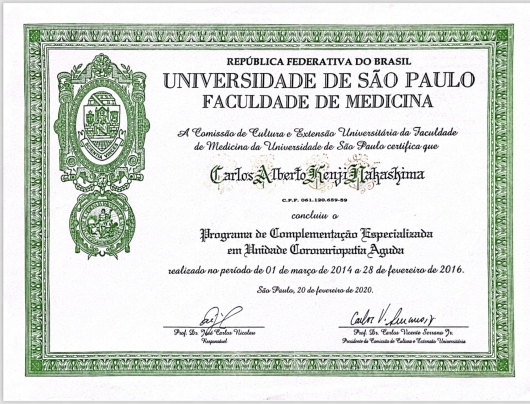 REPÚBLICA FEDERATIVA DO BRASIL
UNIVERSIDADE DE SÃO PAULO
FACULDADE DE MEDICINA
A Comissão de Cultura e Extensão Universitária da Faculdade
de Medicina da Universidade de São Paulo certifica que
Carlos Alberto Kenji Nakashima
C.P.F. 061.120.659-89
concluiu o
Programa de Complementação Especializada
em Unidade Coronariopatia Aguda
realizado no período de 01 de março de 2014 a 28 de fevereiro de 2016.
São Paulo, 20 de fevereiro de 2020.
Prof. Dr. José Carlos Nicolau
Responsável
Prof. Dr. Carlos Vicente Serrano Jr.
Presidente da Comissão de Cultura e Extensão Universitária